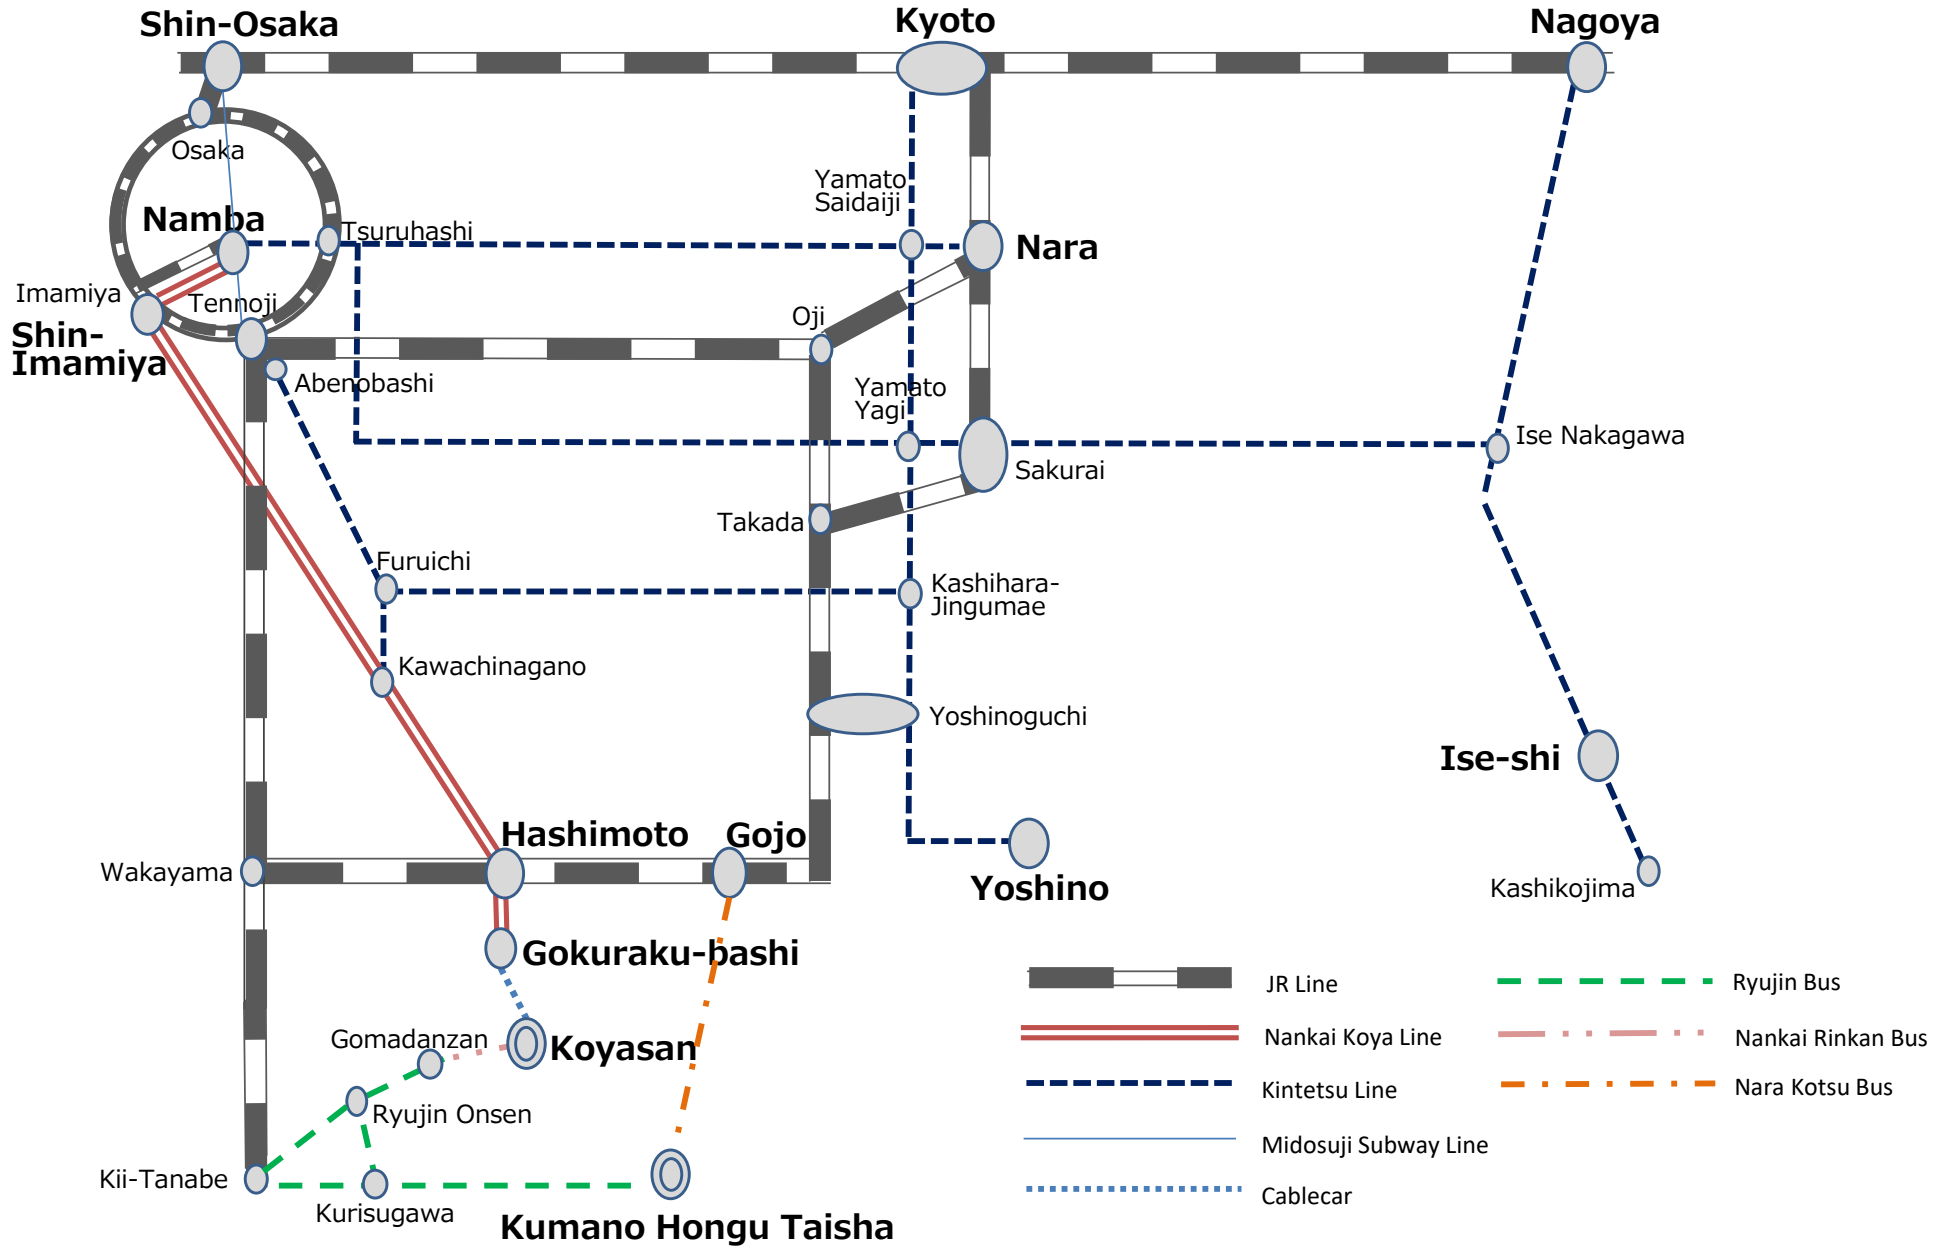 Shin-Osaka
Kyoto
Nagoya
Osaka
Yamato
Saidaiji
Namba
Tsuruhashi
Nara
Imamiya
Tennoji
Oji
Shin-
Imamiya
Abenobashi
Yamato
Yagi
Ise Nakagawa
Sakurai
Takada
Furuichi
Kashihara-
Jingumae
Kawachinagano
Yoshinoguchi
Ise-shi
Hashimoto
Gojo
Wakayama
Yoshino
Kashikojima
Gokuraku-bashi
JR Line
Ryujin Bus
Gomadanzan
Koyasan
Nankai Koya Line
Nankai Rinkan Bus
Kintetsu Line
Nara Kotsu Bus
Ryujin Onsen
Midosuji Subway Line
Kii-Tanabe
Cablecar
Kurisugawa
Kumano Hongu Taisha